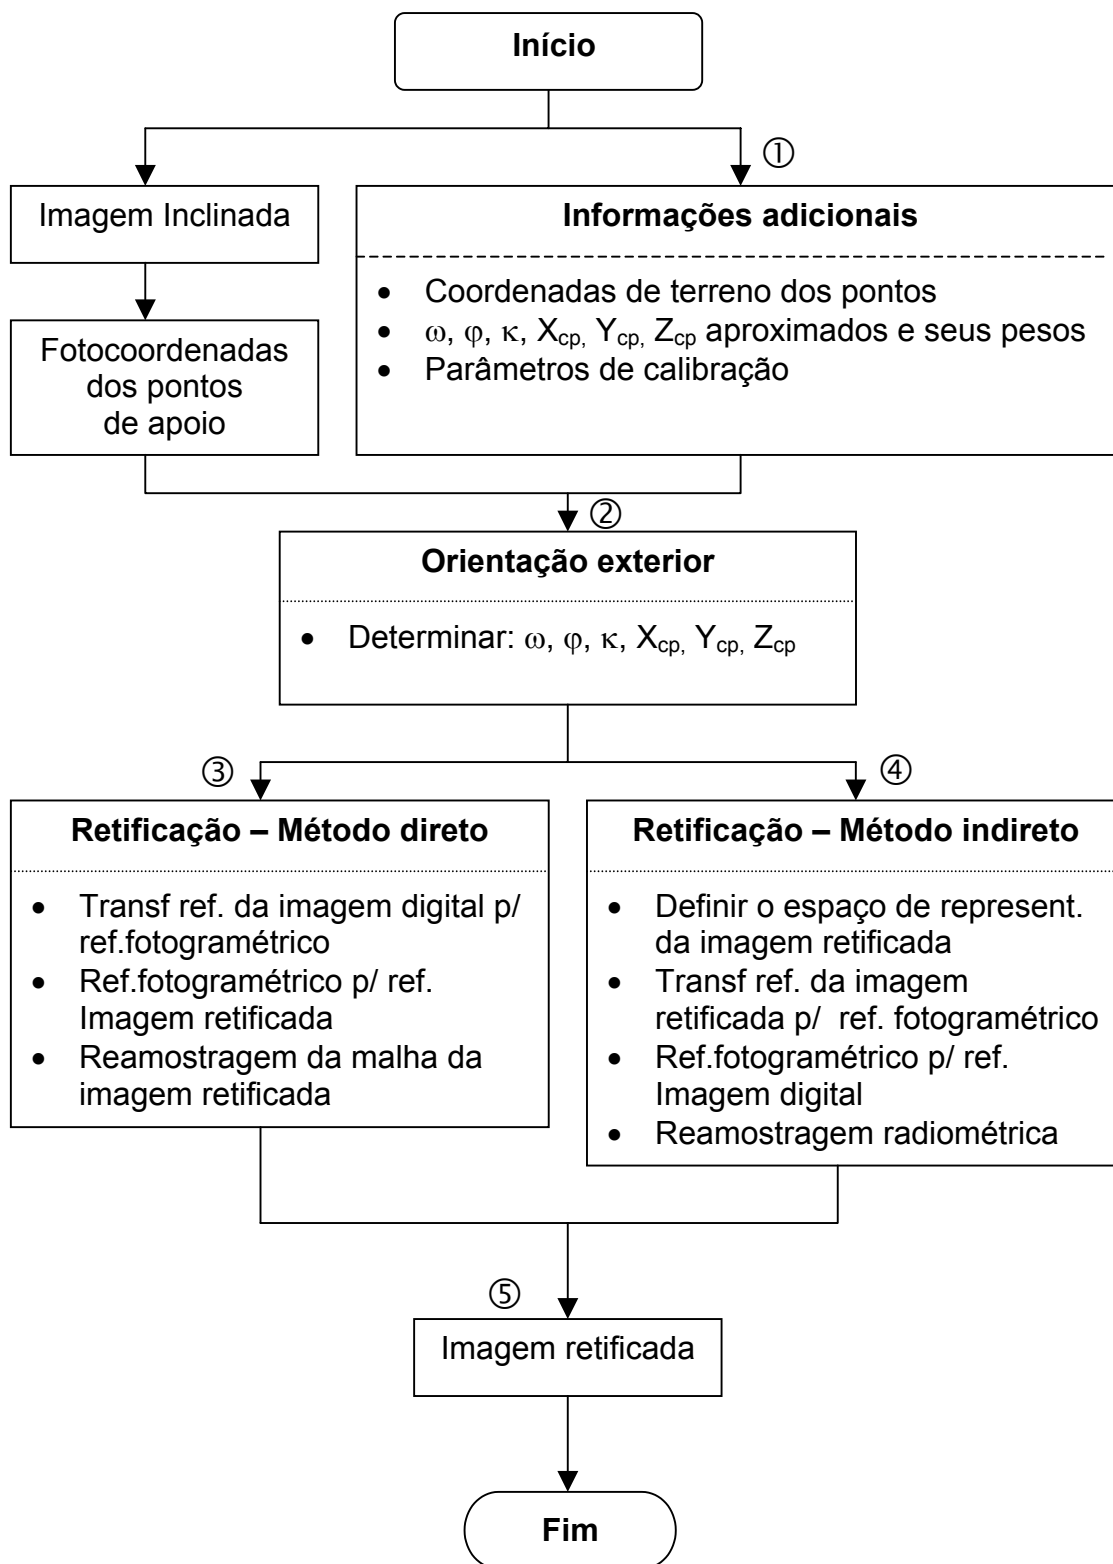 Início
①
Imagem Inclinada
Informações adicionais
• Coordenadas de terreno dos pontos
• ω, φ, κ, Xcp, Ycp, Zcp aproximados e seus pesos
• Parâmetros de calibração
Fotocoordenadas
dos pontos
de apoio
②
Orientação exterior
• Determinar: ω, φ, κ, Xcp, Ycp, Zcp
③
④
Retificação – Método direto
• Transf ref. da imagem digital p/
ref.fotogramétrico
• Ref.fotogramétrico p/ ref.
Imagem retificada
• Reamostragem da malha da
imagem retificada
Retificação – Método indireto
• Definir o espaço de represent.
da imagem retificada
• Transf ref. da imagem
retificada p/ ref. fotogramétrico
• Ref.fotogramétrico p/ ref.
Imagem digital
• Reamostragem radiométrica
⑤
Imagem retificada
Fim